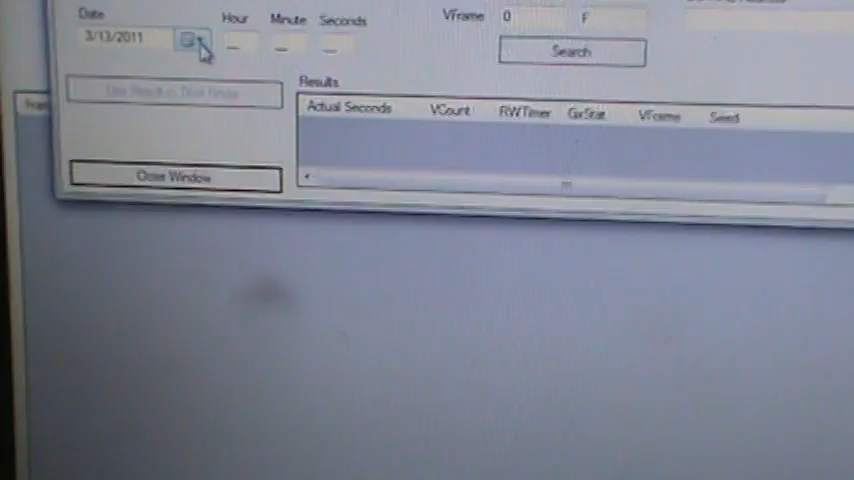 Date
Hour Minute Seconds
VFrame 0 F
3/13/2011
Search
Results
Actual Seconds VCount RWTimer GxStat VFrame Seed
Close Window